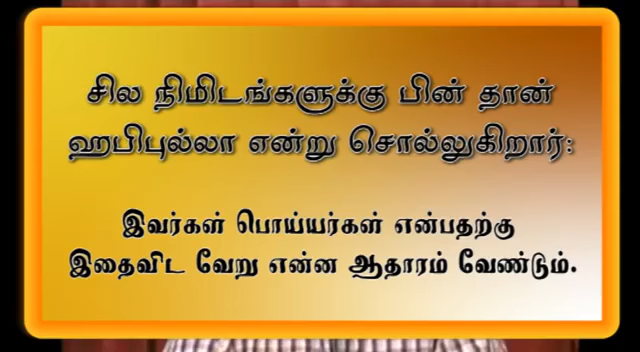 சில நிமிடங்களுக்கு பின் தான்
ஹபிபுல்லா என்று சொல்லுகிறார்:
இவர்கள் பொய்யர்கள் என்பதற்கு
இதைவிட வேறு என்ன ஆதாரம் வேண்டும்.